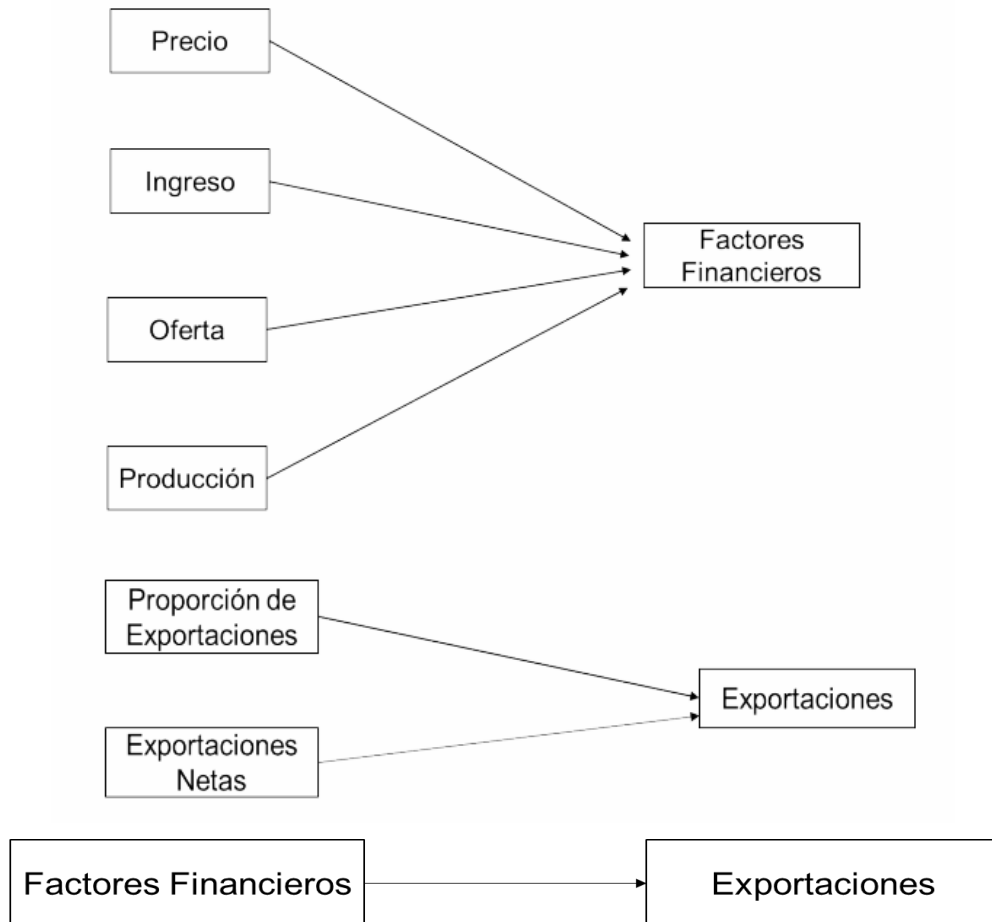 Precio
Ingreso
Factores
Financieros
Oferta
Producción
Proporción de
Exportaciones
Exportaciones
Exportaciones
Netas
Factores Financieros
Exportaciones